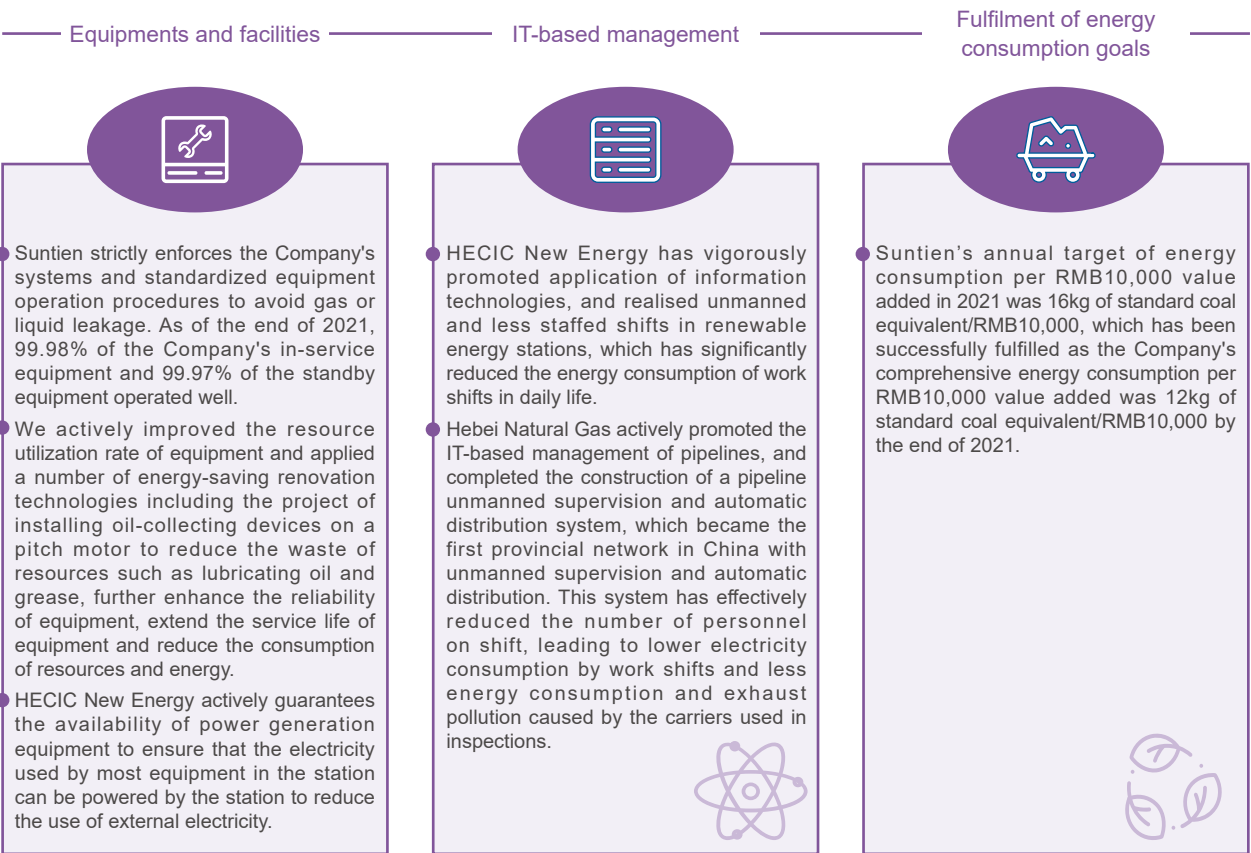 Equipments and facilities
Suntien strictly enforces the Company's
systems and standardized equipment
operation procedures to avoid gas or
liquid leakage. As of the end of 2021,
99.98% of the Company's in-service
equipment and 99.97% of the standby
equipment operated well.
We actively improved the resource
utilization rate of equipment and applied
a number of energy-saving renovation
technologies including the project of
installing oil-collecting devices on a
pitch motor to reduce the waste of
resources such as lubricating oil and
grease, further enhance the reliability
of equipment, extend the service life of
equipment and reduce the consumption
of resources and energy.
HECIC New Energy actively guarantees
the availability of power generation
equipment to ensure that the electricity
used by most equipment in the station
can be powered by the station to reduce
the use of external electricity.
IT-based management
HECIC New Energy has vigorously
promoted application of information
technologies, and realised unmanned
and less staffed shifts in renewable
energy stations, which has significantly
reduced the energy consumption of work
shifts in daily life.
Hebei Natural Gas actively promoted the
IT-based management of pipelines, and
completed the construction of a pipeline
unmanned supervision and automatic
distribution system, which became the
first provincial network in China with
unmanned supervision and automatic
distribution. This system has effectively
reduced the number of personnel
on shift, leading to lower electricity
consumption by work shifts and less
energy consumption and exhaust
pollution caused by the carriers used in
inspections.
Fulfilment of energy
consumption goals
Suntien’s annual target of energy
consumption per RMB10,000 value
added in 2021 was 16kg of standard coal
equivalent/RMB10,000, which has been
successfully fulfilled as the Company's
comprehensive energy consumption per
RMB10,000 value added was 12kg of
standard coal equivalent/RMB10,000 by
the end of 2021.